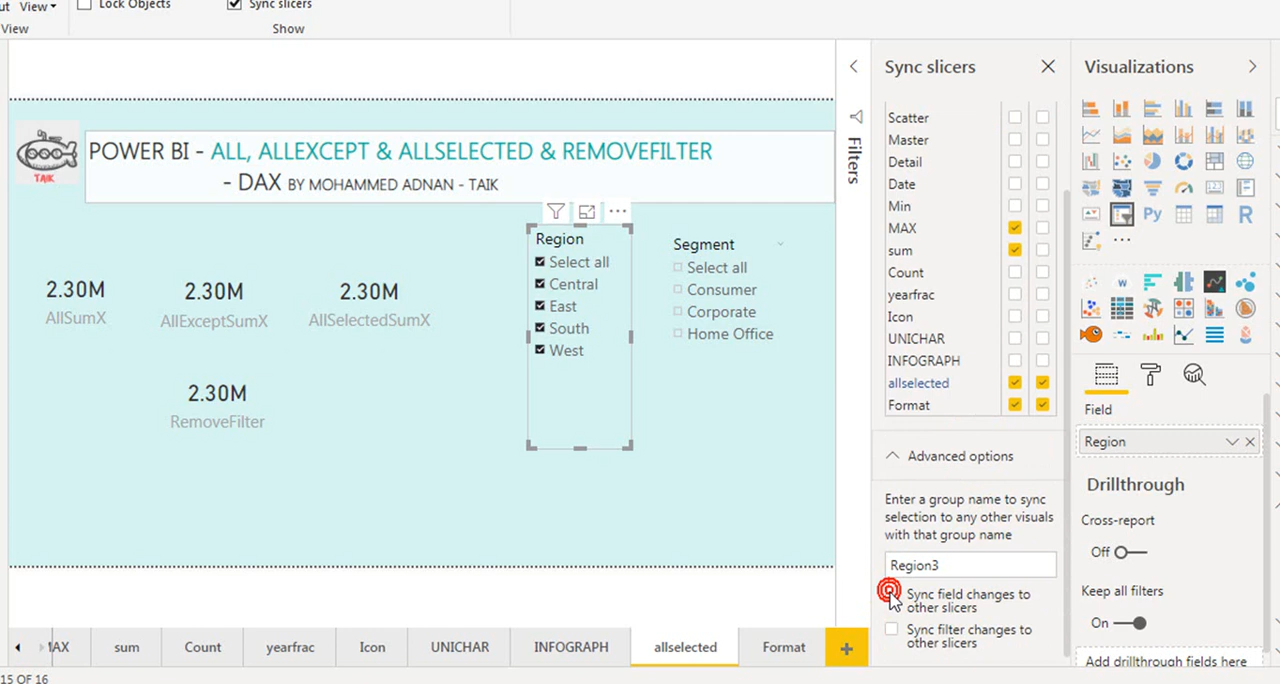 View
Lock Objects
Sync slicers
View
Show
TAIK
POWER BI - ALL, ALLEXCEPT & ALLSELECTED & REMOVEFILTER
- DAX BY MOHAMMED ADNAN - TAIK
2.30M
AllSumX
2.30M
AllExceptSumX
2.30M
AllSelectedSumX
2.30M
RemoveFilter
Region
Select all
Central
East
South
West
Segment
Select all
Consumer
Corporate
Home Office
Filters
Sync slicers
Scatter
Master
Detail
Date
Min
MAX
sum
Count
yearfrac
Icon
UNICHAR
INFOGRAPH
allselected
Format
Advanced options
Enter a group name to sync
selection to any other visuals
with that group name
Region3
Sync field changes to
other slicers
Sync filter changes to
other slicers
Visualizations
Py
R
Field
Region
Drillthrough
Cross-report
Off
Keep all filters
On
Add drillthrough fields here
sum
Count
yearfrac
Icon
UNICHAR
INFOGRAPH
allselected
Format
15 OF 16